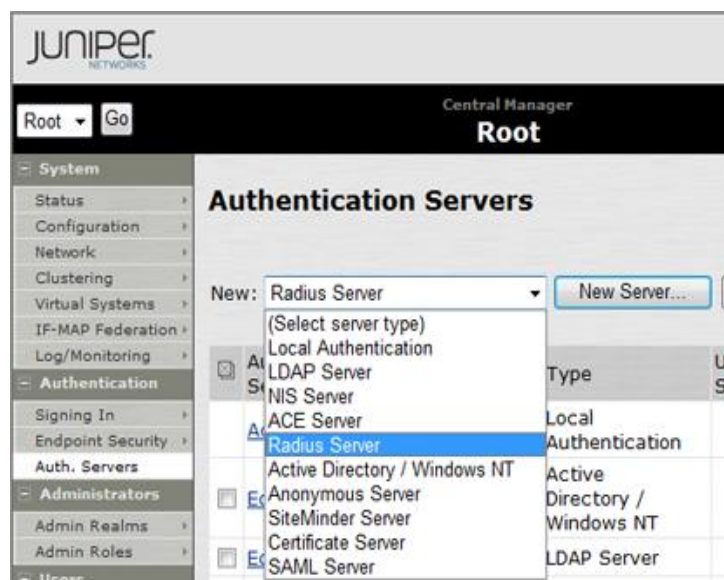 JUNIPER
NETWORKS
Root Go
Central Manager
Root
System
Status
Configuration
Network
Clustering
Virtual Systems
IF-MAP Federation
Log/Monitoring
Authentication
Signing In
Endpoint Security
Auth. Servers
Administrators
Admin Realms
Admin Roles
Users
Authentication Servers
New: Radius Server New Server...
(Select server type)
Local Authentication
LDAP Server
NIS Server
ACE Server
Radius Server
Active Directory / Windows NT
Anonymous Server
SiteMinder Server
Certificate Server
SAML Server
Type
Local
Authentication
Active
Directory /
Windows NT
LDAP Server